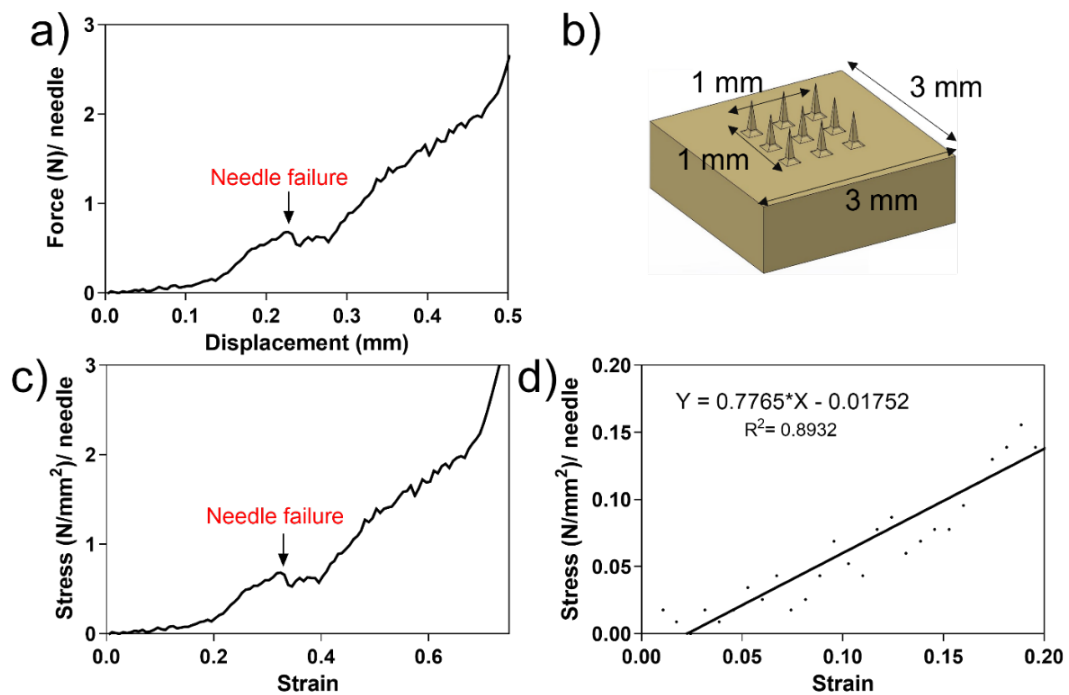 a)
3
2
1
0
Force (N)/ needle
Needle failure
0.0 0.1 0.2 0.3 0.4 0.5
Displacement (mm)
b)
1 mm
3 mm
1 mm
3 mm
c)
3
2
1
0
Stress (N/mm²)/ needle
Needle failure
0.0 0.2 0.4 0.6
Strain
d)
0.20
0.15
0.10
0.05
0.00
Stress (N/mm²)/ needle
Y = 0.7765*X - 0.01752
R²= 0.8932
0.00 0.05 0.10 0.15 0.20
Strain